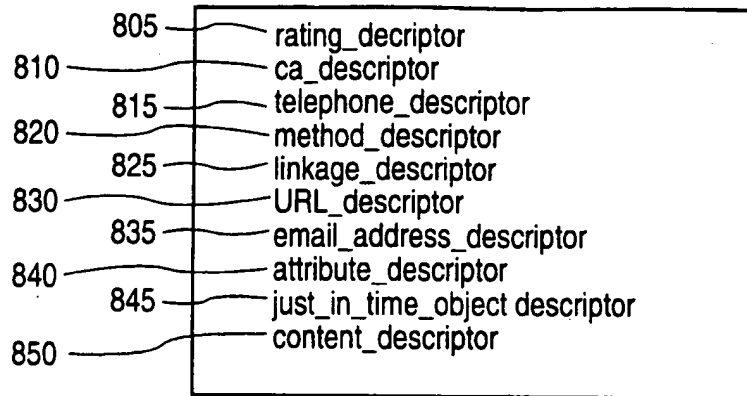 805 rating_decriptor
810 ca_descriptor
815 telephone_descriptor
820 method_descriptor
825 linkage_descriptor
830 URL_descriptor
835 email_address_descriptor
840 attribute_descriptor
845 just_in_time_object descriptor
850 content_descriptor